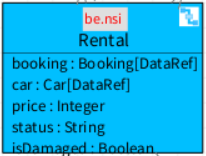 be.nsi
Rental
booking : Booking[DataRef]
car : Car[DataRef]
price : Integer
status : String
isDamaged : Boolean